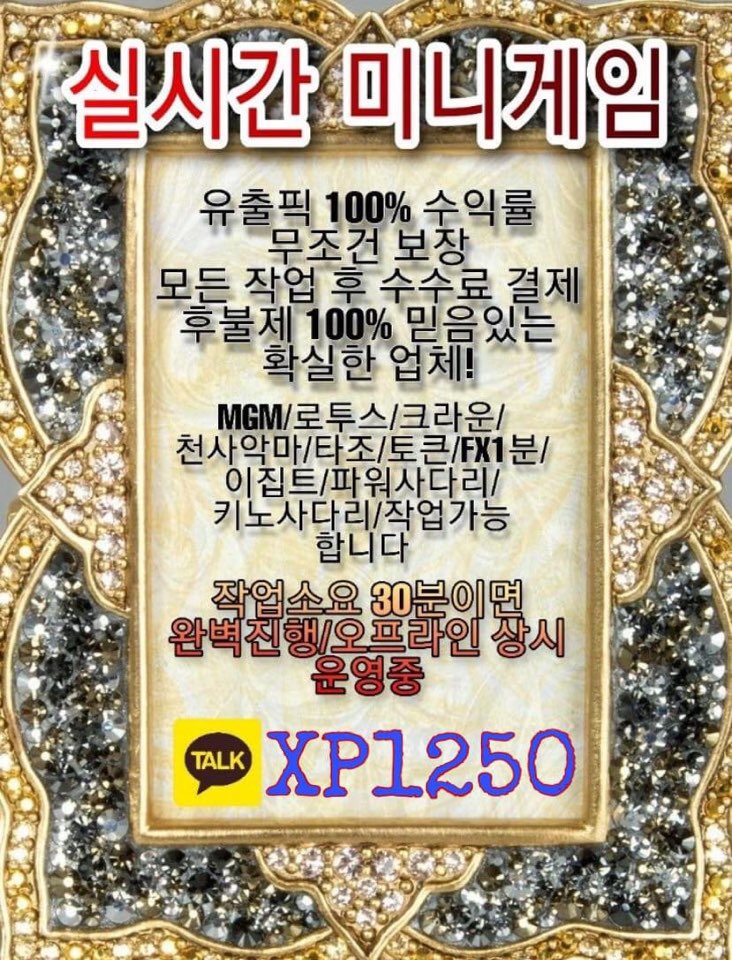 실시간 미니게임
유출픽 100% 수익률
무조건 보장
모든 작업 후 수수료 결제
후불제 100% 믿음있는
확실한 업체!
MGM/로투스/크라운/
천사악마/타조/토큰/FX1분/
이집트/파워사다리/
키노사다리/작업가능
합니다
작업소요 30분이면
완벽진행/오프라인 상시
운영중
TALK XP1250